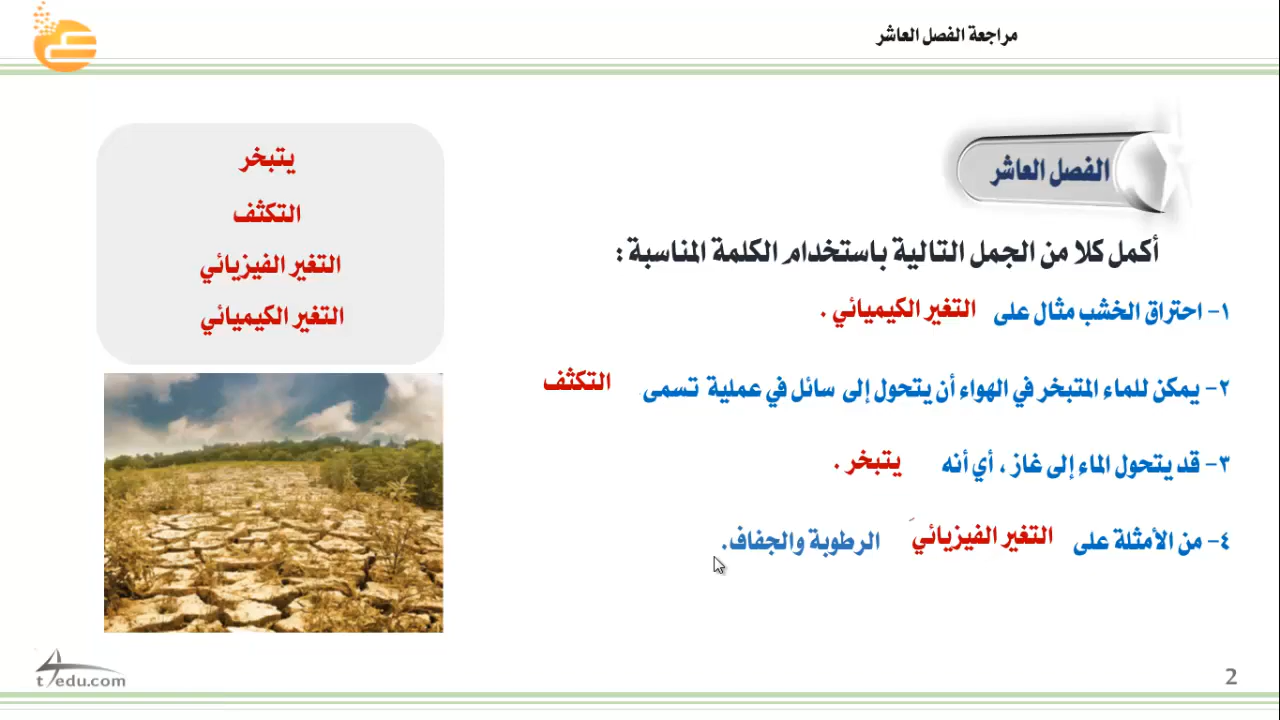 مراجعة الفصل العاشر
الفصل العاشر
أكمل كلا من الجمل التالية باستخدام الكلمة المناسبة :
١- احتراق الخشب مثال على التغير الكيميائي .
٢- يمكن للماء المتبخر في الهواء أن يتحول إلى سائل في عملية تسمى التكثف
٣- قد يتحول الماء إلى غاز ، أي أنه يتبخر .
٤- من الأمثلة على التغير الفيزيائي الرطوبة والجفاف.
يتبخر
التكثف
التغير الفيزيائي
التغير الكيميائي
2